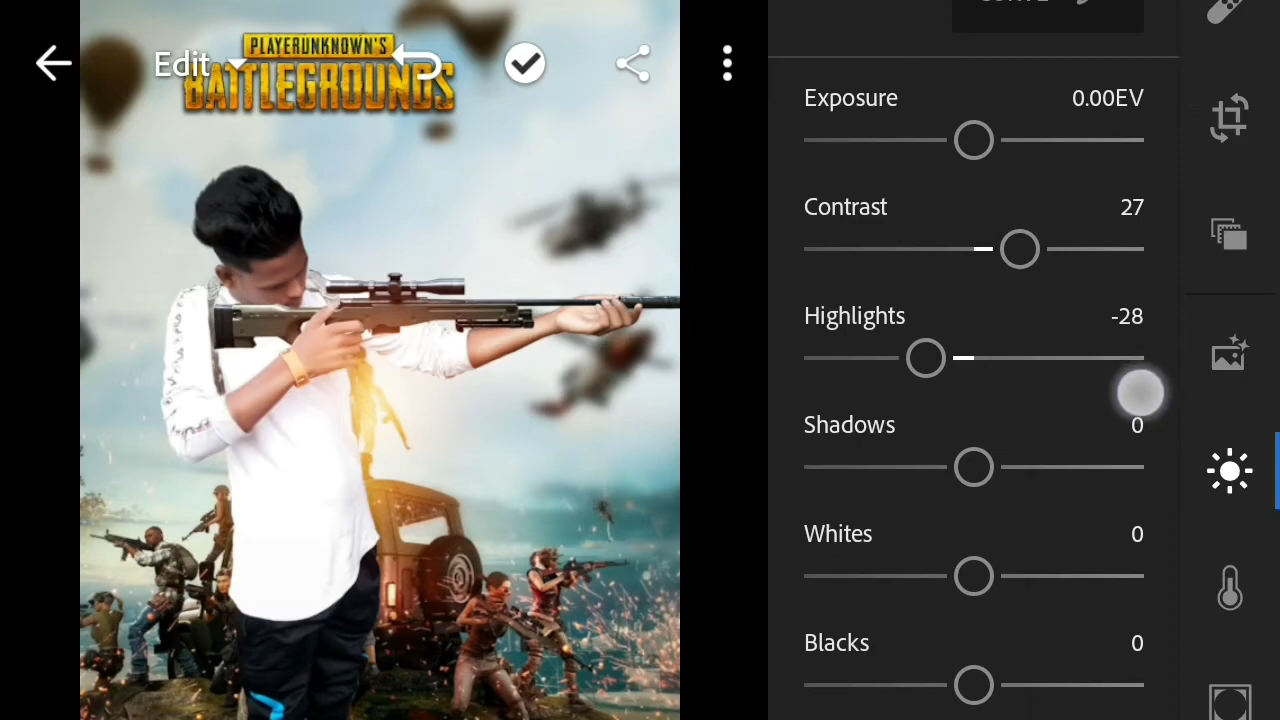 Edit
PLAYERUNKNOWN'S
BATTLEGROUNDS
Exposure 0.00EV
Contrast 27
Highlights -28
Shadows 0
Whites 0
Blacks 0